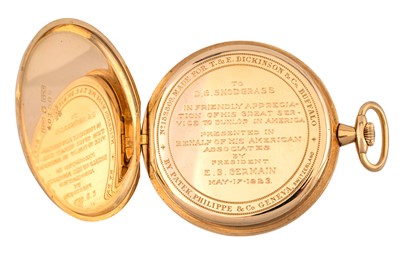 MADE FOR T. & E. DICKINSON & CO. BUFFALO
TO
IN FRIENDLY APPRECIA-
TION OF HIS GREAT SER-
VICE TO DUNLOP IN AMERICA
PRESENTED IN
BEHALF OF HIS AMERICAN
ASSOCIATES
BY
PRESIDENT
E. B. GERMAIN
MAY-17-1923.
BY PATEK, PHILIPPE & CO. GENEVA, SWITZERLAND